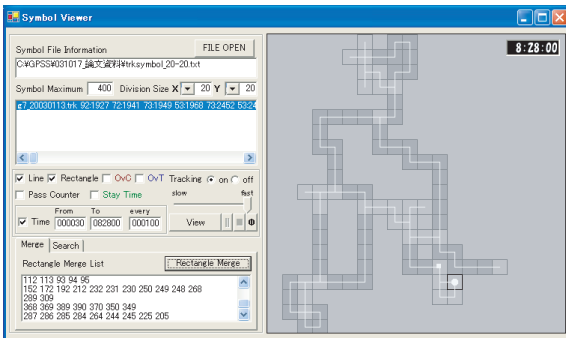 Symbol Viewer
Symbol File Information
FILE OPEN
C:¥GPSS¥031017_論文資料¥trksymbol_20-20.txt
Symbol Maximum 400 Division Size X 20 Y 20
g7_20030113.trk 92:1927 72:1941 73:1949 53:1968 73:2452 53:24
Line Rectangle OvC OvT Tracking on off
Pass Counter Stay Time slow fast
From To every
Time 000030 082800 000100 View
Merge Search
Rectangle Merge List Rectangle Merge
112 113 93 94 95
152 172 192 212 232 231 230 250 249 248 268
289 309
368 369 389 390 370 350 349
287 286 285 284 264 244 245 225 205
8:28:00